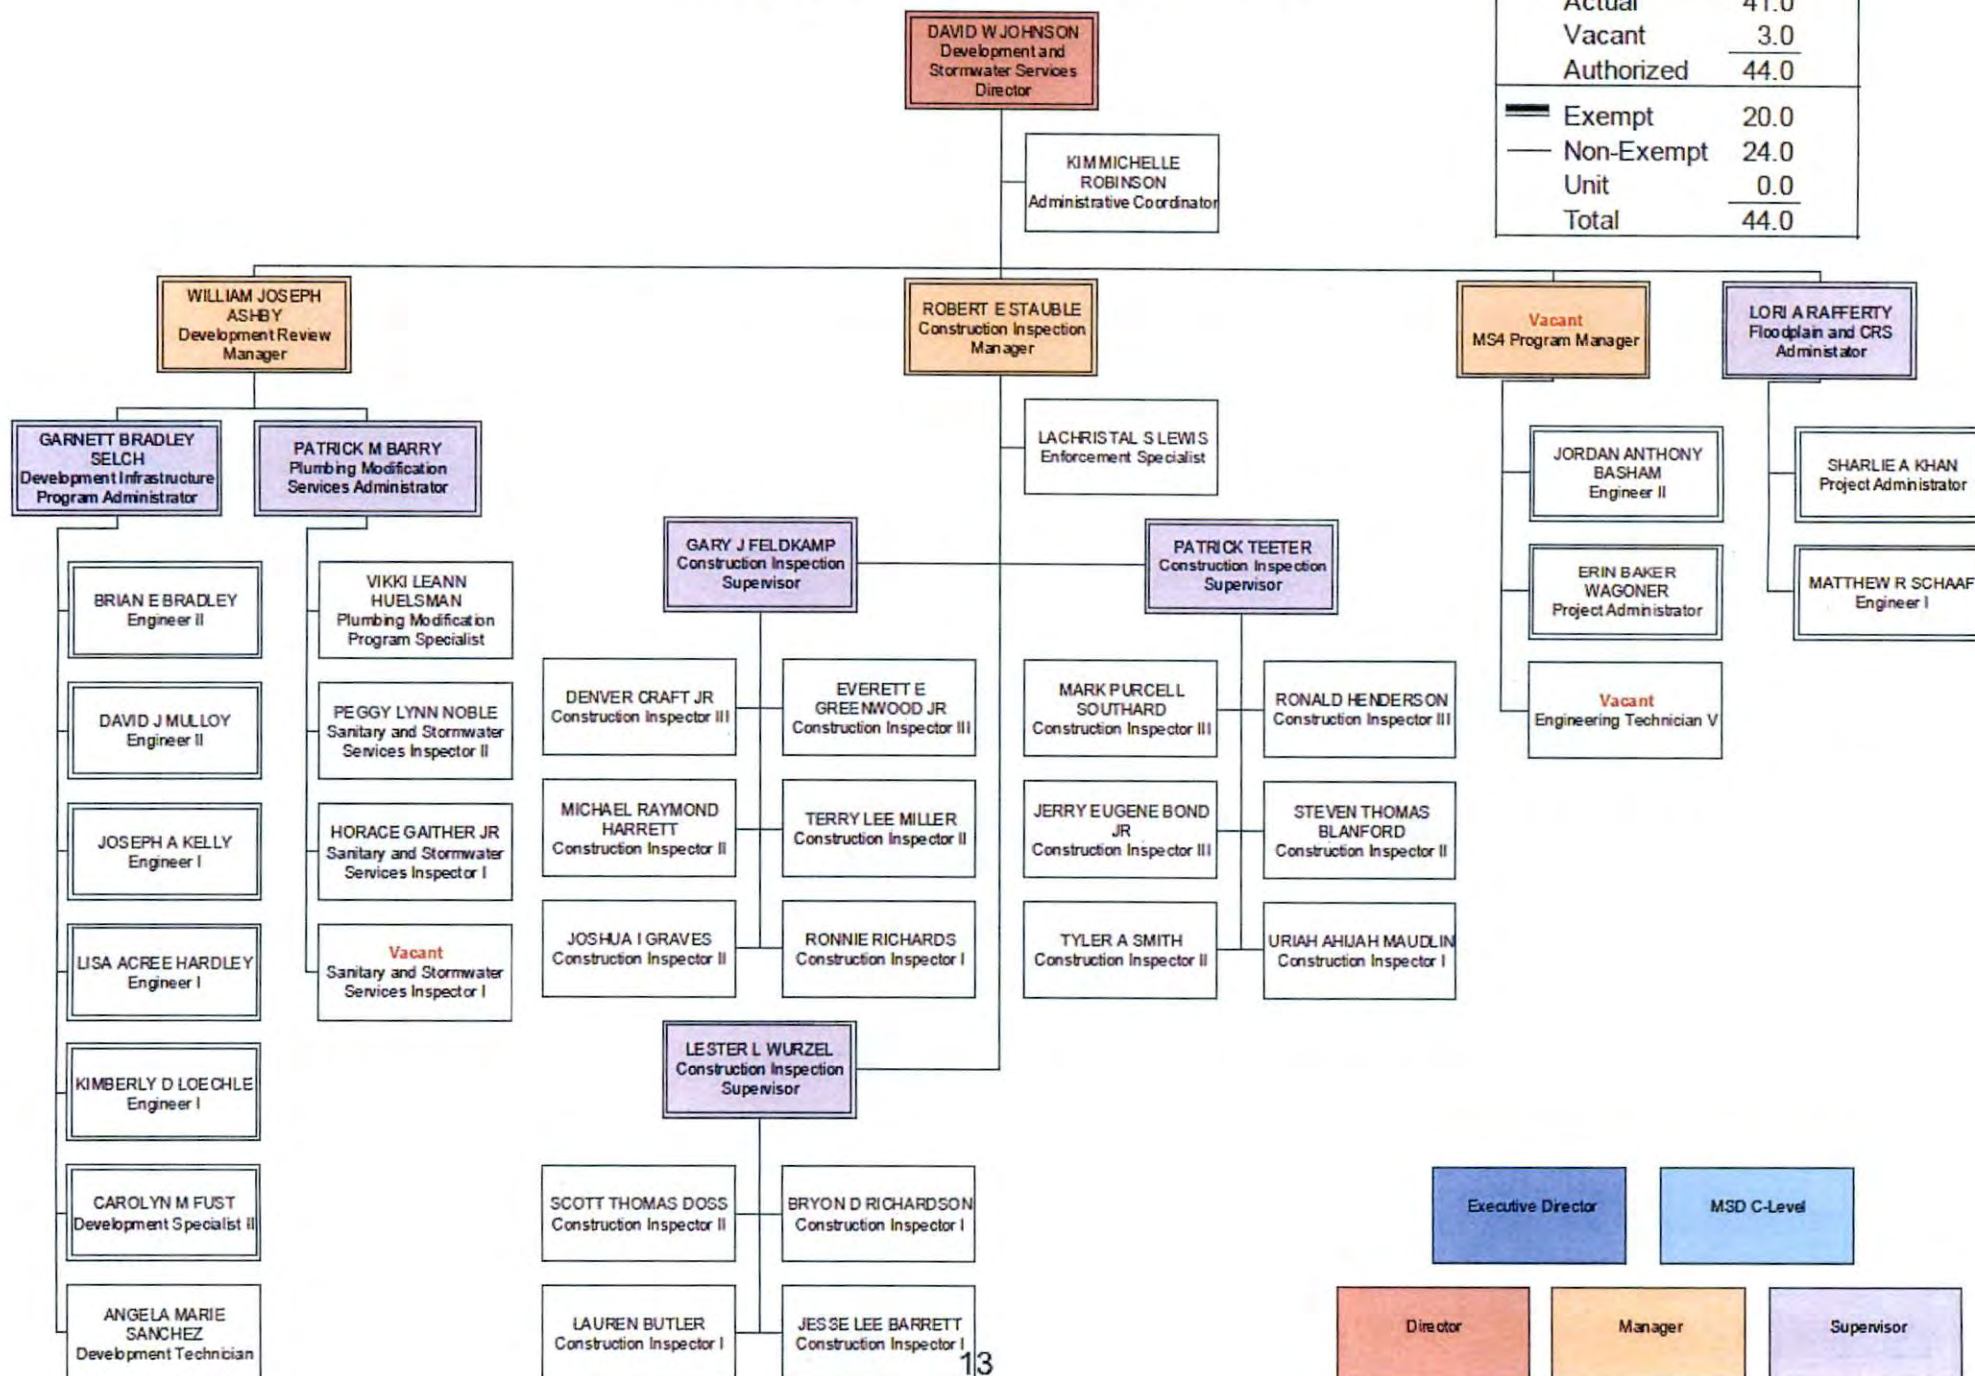 Actual 41.0
Vacant 3.0
Authorized 44.0
Exempt 20.0
Non-Exempt 24.0
Unit 0.0
Total 44.0
DAVID W JOHNSON
Development and
Stormwater Services
Director
KIM MICHELLE
ROBINSON
Administrative Coordinator
WILLIAM JOSEPH
ASHBY
Development Review
Manager
ROBERT E STAUBLE
Construction Inspection
Manager
Vacant
MS4 Program Manager
LORI A RAFFERTY
Floodplain and CRS
Administator
GARNETT BRADLEY
SELCH
Development Infrastructure
Program Administrator
PATRICK M BARRY
Plumbing Modification
Services Administrator
LACHRISTAL S LEWIS
Enforcement Specialist
JORDAN ANTHONY
BASHAM
Engineer II
SHARLIE A KHAN
Project Administrator
GARY J FELDKAMP
Construction Inspection
Supervisor
PATRICK TEETER
Construction Inspection
Supervisor
ERIN BAKER
WAGONER
Project Administrator
MATTHEW R SCHAAF
Engineer I
BRIAN E BRADLEY
Engineer II
VIKKI LEANN
HUELSMAN
Plumbing Modification
Program Specialist
DENVER CRAFT JR
Construction Inspector III
EVERETT E
GREENWOOD JR
Construction Inspector III
MARK PURCELL
SOUTHARD
Construction Inspector III
RONALD HENDERSON
Construction Inspector III
Vacant
Engineering Technician V
DAVID J MULLOY
Engineer II
PEGGY LYNN NOBLE
Sanitary and Stormwater
Services Inspector II
MICHAEL RAYMOND
HARRETT
Construction Inspector II
TERRY LEE MILLER
Construction Inspector II
JERRY EUGENE BOND
JR
Construction Inspector III
STEVEN THOMAS
BLANFORD
Construction Inspector II
JOSEPH A KELLY
Engineer I
HORACE GAITHER JR
Sanitary and Stormwater
Services Inspector I
JOSHUA I GRAVES
Construction Inspector II
RONNIE RICHARDS
Construction Inspector I
TYLER A SMITH
Construction Inspector II
URIAH AHIJAH MAUDLIN
Construction Inspector I
LISA ACREE HARDLEY
Engineer I
Vacant
Sanitary and Stormwater
Services Inspector I
LESTER L WURZEL
Construction Inspection
Supervisor
KIMBERLY D LOECHLE
Engineer I
CAROLYN M FUST
Development Specialist II
SCOTT THOMAS DOSS
Construction Inspector II
BRYON D RICHARDSON
Construction Inspector I
Executive Director
MSD C-Level
ANGELA MARIE
SANCHEZ
Development Technician
LAUREN BUTLER
Construction Inspector I
JESSE LEE BARRETT
Construction Inspector I
Director
Manager
Supervisor
13